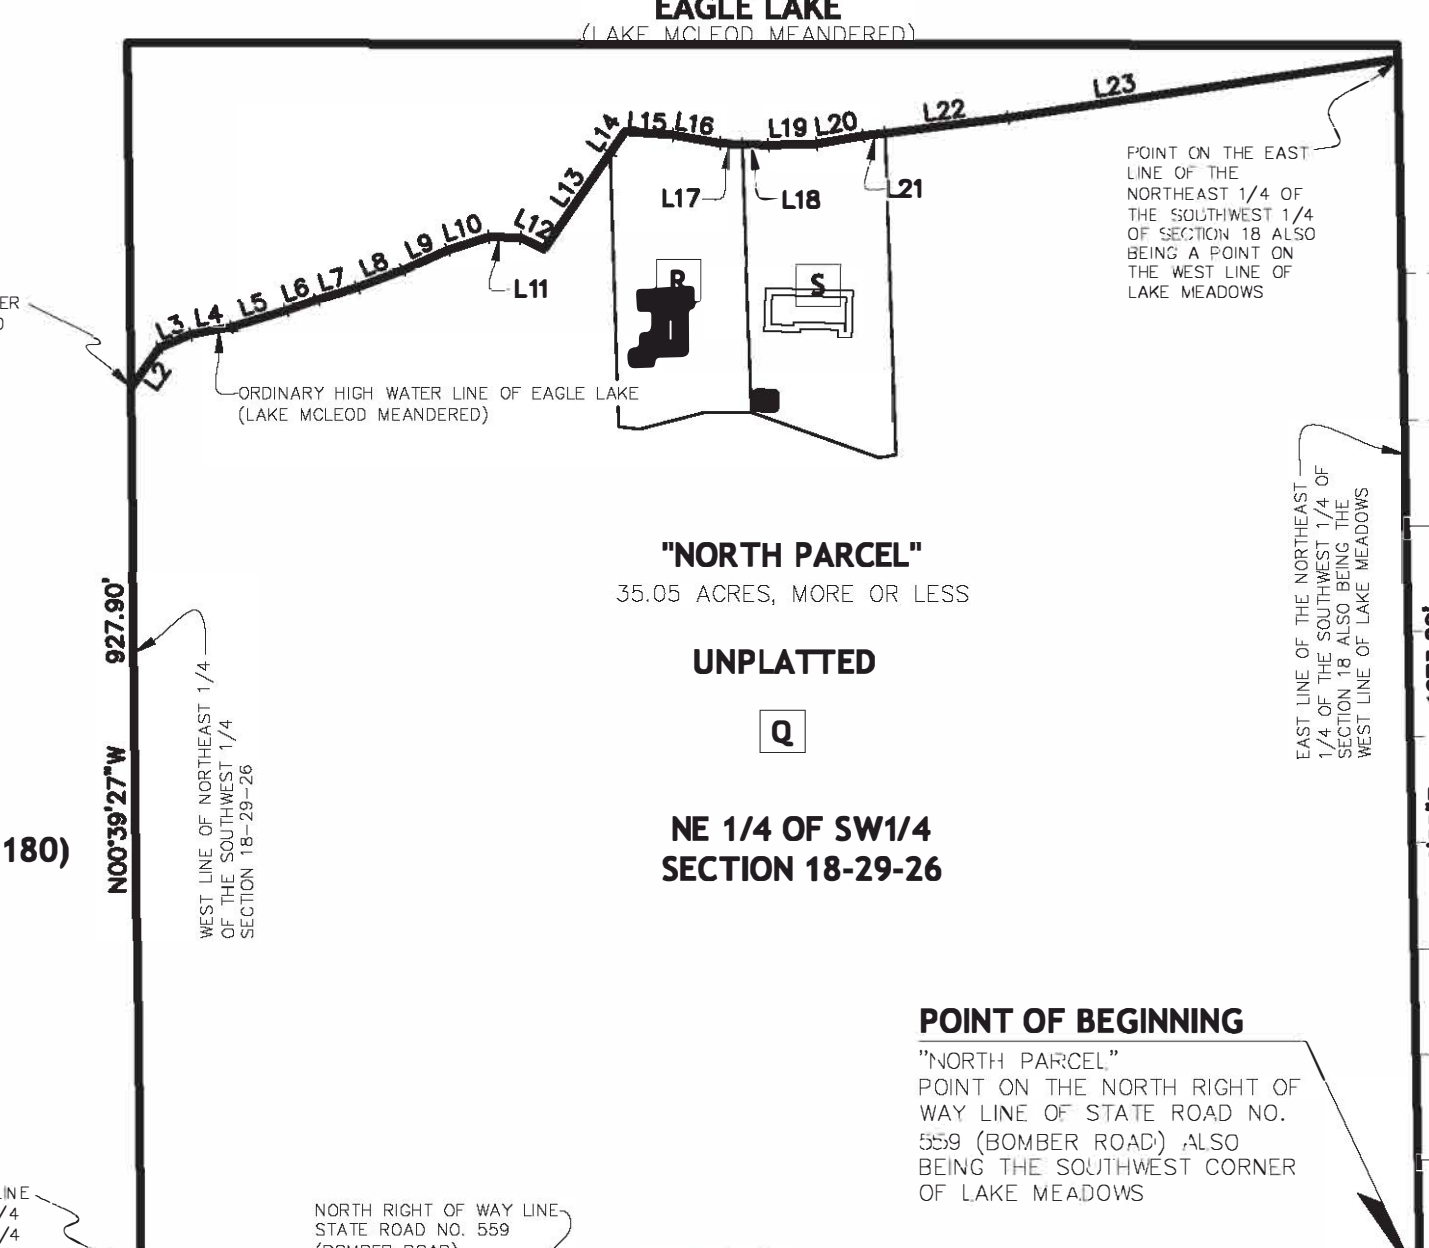 EAGLE LAKE
(LAKE MCLEOD MEANDERED)
L23
L22
L20
L19
L16
L15
L14
L13
L12
L10
L9
L8
L7
L6
L5
L4
L3
L2
L17
L18
L21
L11
POINT ON THE EAST
LINE OF THE
NORTHEAST 1/4 OF
THE SOUTHWEST 1/4
OF SECTION 18 ALSO
BEING A POINT ON
THE WEST LINE OF
LAKE MEADOWS
R
S
ORDINARY HIGH WATER LINE OF EAGLE LAKE
(LAKE MCLEOD MEANDERED)
"NORTH PARCEL"
35.05 ACRES, MORE OR LESS
UNPLATTED
Q
NE 1/4 OF SW1/4
SECTION 18-29-26
N00°39'27"W 927.90'
WEST LINE OF NORTHEAST 1/4
OF THE SOUTHWEST 1/4
SECTION 18-29-26
EAST LINE OF THE NORTHEAST
1/4 OF THE SOUTHWEST 1/4 OF
SECTION 18 ALSO BEING THE
WEST LINE OF LAKE MEADOWS
180)
POINT OF BEGINNING
"NORTH PARCEL"
POINT ON THE NORTH RIGHT OF
WAY LINE OF STATE ROAD NO.
559 (BOMBER ROAD) ALSO
BEING THE SOUTHWEST CORNER
OF LAKE MEADOWS
NORTH RIGHT OF WAY LINE
STATE ROAD NO. 559
(BOMBER ROAD)
/4
/4